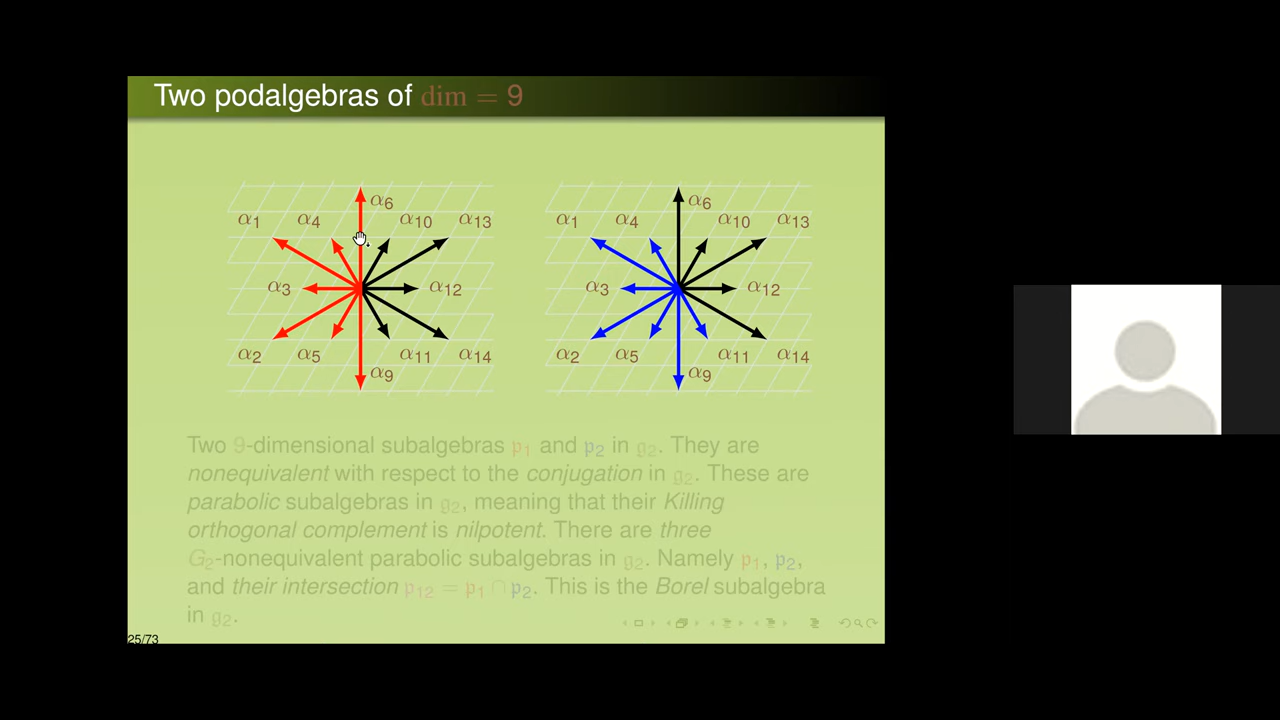 Two podalgebras of dim = 9
α6 α6
α1 α4 α10 α13 α1 α4 α10 α13
α3 α12 α3 α12
α2 α5 α11 α14 α2 α5 α11 α14
α9 α9
Two 9-dimensional subalgebras 𝔭1 and 𝔭2 in 𝔤2. They are
nonequivalent with respect to the conjugation in 𝔤2. These are
parabolic subalgebras in 𝔤2, meaning that their Killing
orthogonal complement is nilpotent. There are three
G2-nonequivalent parabolic subalgebras in 𝔤2. Namely 𝔭1, 𝔭2,
and their intersection 𝔭12 = 𝔭1 ∩ 𝔭2. This is the Borel subalgebra
in 𝔤2.
25/73